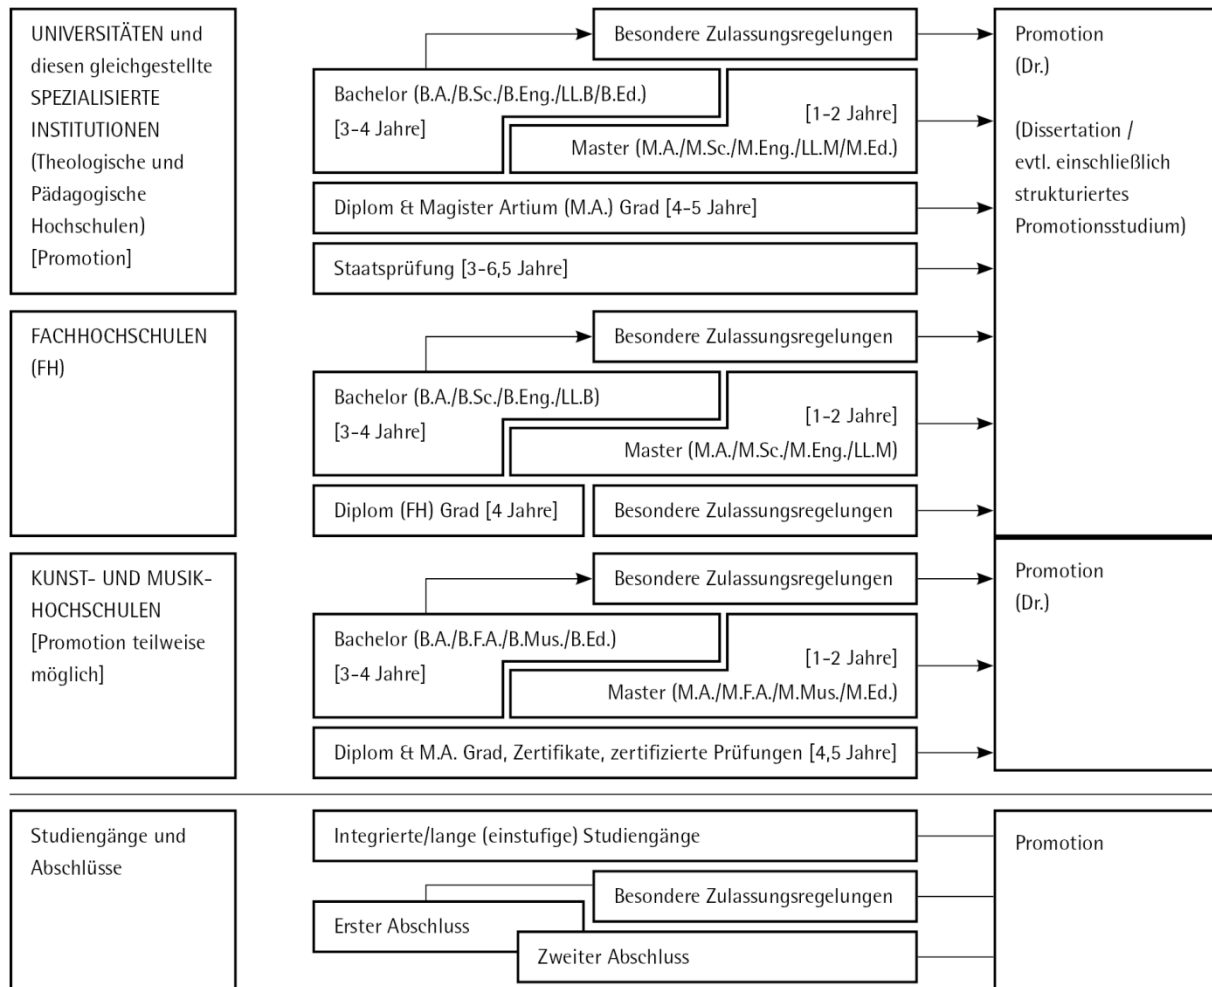 UNIVERSITÄTEN und
diesen gleichgestellte
SPEZIALISIERTE
INSTITUTIONEN
(Theologische und
Pädagogische
Hochschulen)
[Promotion]
Besondere Zulassungsregelungen
Bachelor (B.A./B.Sc./B.Eng./LL.B/B.Ed.)
[3-4 Jahre]
[1-2 Jahre]
Master (M.A./M.Sc./M.Eng./LL.M/M.Ed.)
Diplom & Magister Artium (M.A.) Grad [4-5 Jahre]
Staatsprüfung [3-6,5 Jahre]
Promotion
(Dr.)
(Dissertation /
evtl. einschließlich
strukturiertes
Promotionsstudium)
FACHHOCHSCHULEN
(FH)
Besondere Zulassungsregelungen
Bachelor (B.A./B.Sc./B.Eng./LL.B)
[3-4 Jahre]
[1-2 Jahre]
Master (M.A./M.Sc./M.Eng./LL.M)
Diplom (FH) Grad [4 Jahre]
Besondere Zulassungsregelungen
KUNST- UND MUSIK-
HOCHSCHULEN
[Promotion teilweise
möglich]
Besondere Zulassungsregelungen
Bachelor (B.A./B.F.A./B.Mus./B.Ed.)
[3-4 Jahre]
[1-2 Jahre]
Master (M.A./M.F.A./M.Mus./M.Ed.)
Diplom & M.A. Grad, Zertifikate, zertifizierte Prüfungen [4,5 Jahre]
Promotion
(Dr.)
Studiengänge und
Abschlüsse
Integrierte/lange (einstufige) Studiengänge
Besondere Zulassungsregelungen
Erster Abschluss
Zweiter Abschluss
Promotion